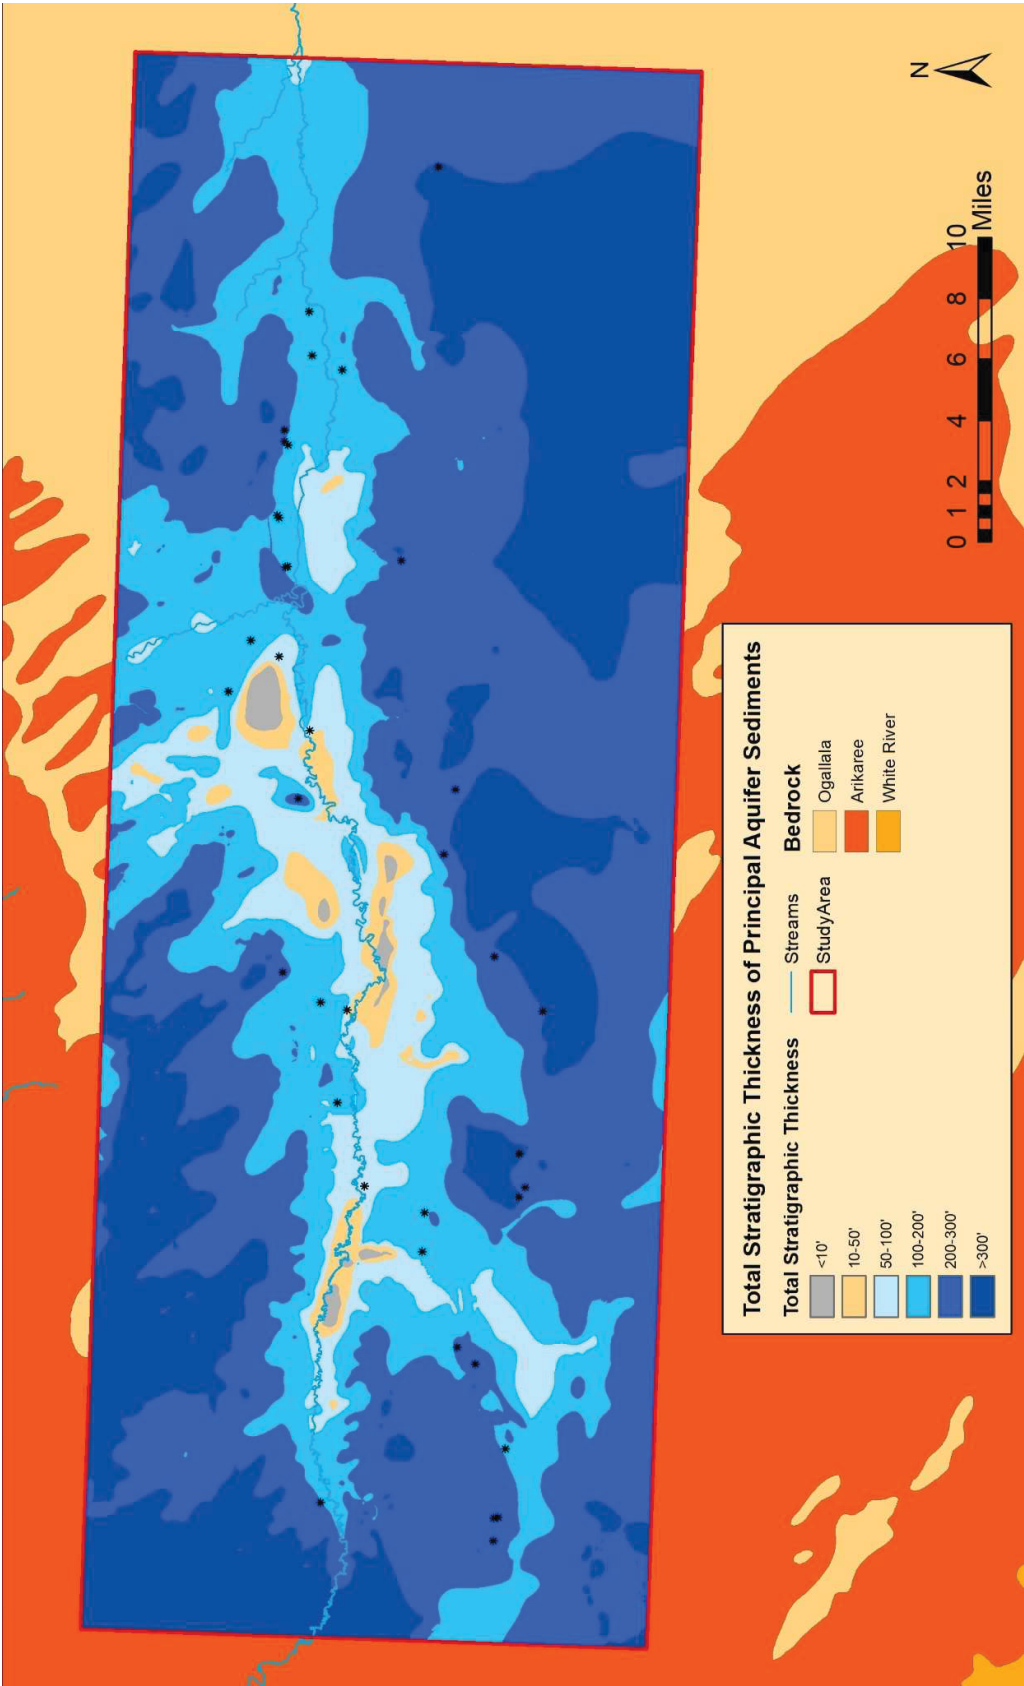 N
0 1 2 4 6 8 10
Miles
Total Stratigraphic Thickness of Principal Aquifer Sediments
Total Stratigraphic Thickness
<10'
10-50'
50-100'
100-200'
200-300'
>300'
Streams
StudyArea
Bedrock
Ogallala
Arikaree
White River